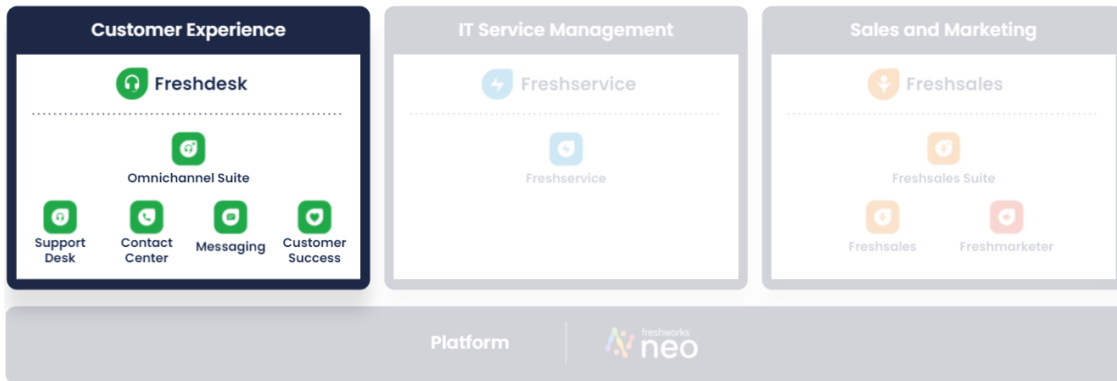 Customer Experience
Freshdesk
Omnichannel Suite
Support
Desk
Contact
Center
Messaging
Customer
Success
IT Service Management
Freshservice
Freshservice
Sales and Marketing
Freshsales
Freshsales Suite
Freshsales
Freshmarketer
Platform
freshworks
neo